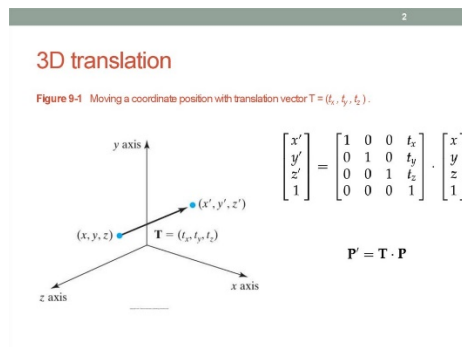 2
3D translation
Figure 9-1 Moving a coordinate position with translation vector T = (tx, ty, tz).
y axis
(x′, y′, z′)
(x, y, z)
T = (tx, ty, tz)
x axis
z axis
[x′] = [1 0 0 tx] · [x]
[y′] [0 1 0 ty] [y]
[z′] [0 0 1 tz] [z]
[1] [0 0 0 1] [1]
P′ = T · P